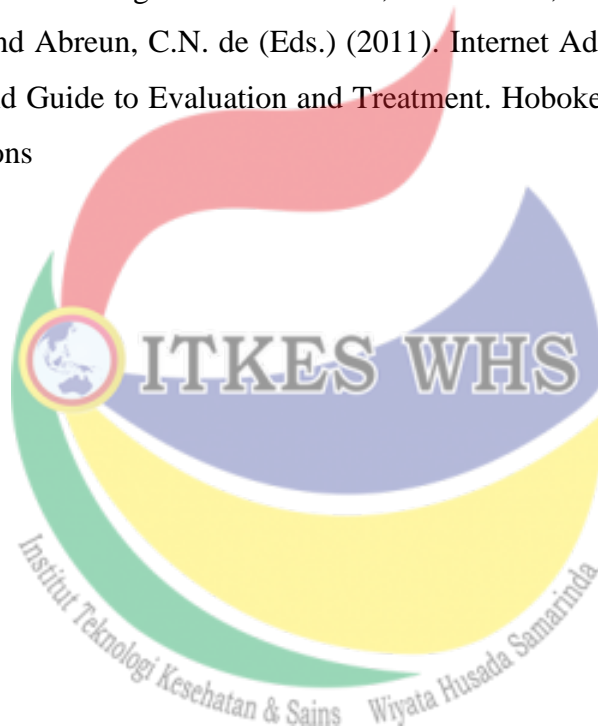 nd Abreun, C.N. de (Eds.) (2011). Internet Ad
d Guide to Evaluation and Treatment. Hoboke
ons
ITKES WHS
Institut Teknologi Kesehatan & Sains Wiyata Husada Samarinda